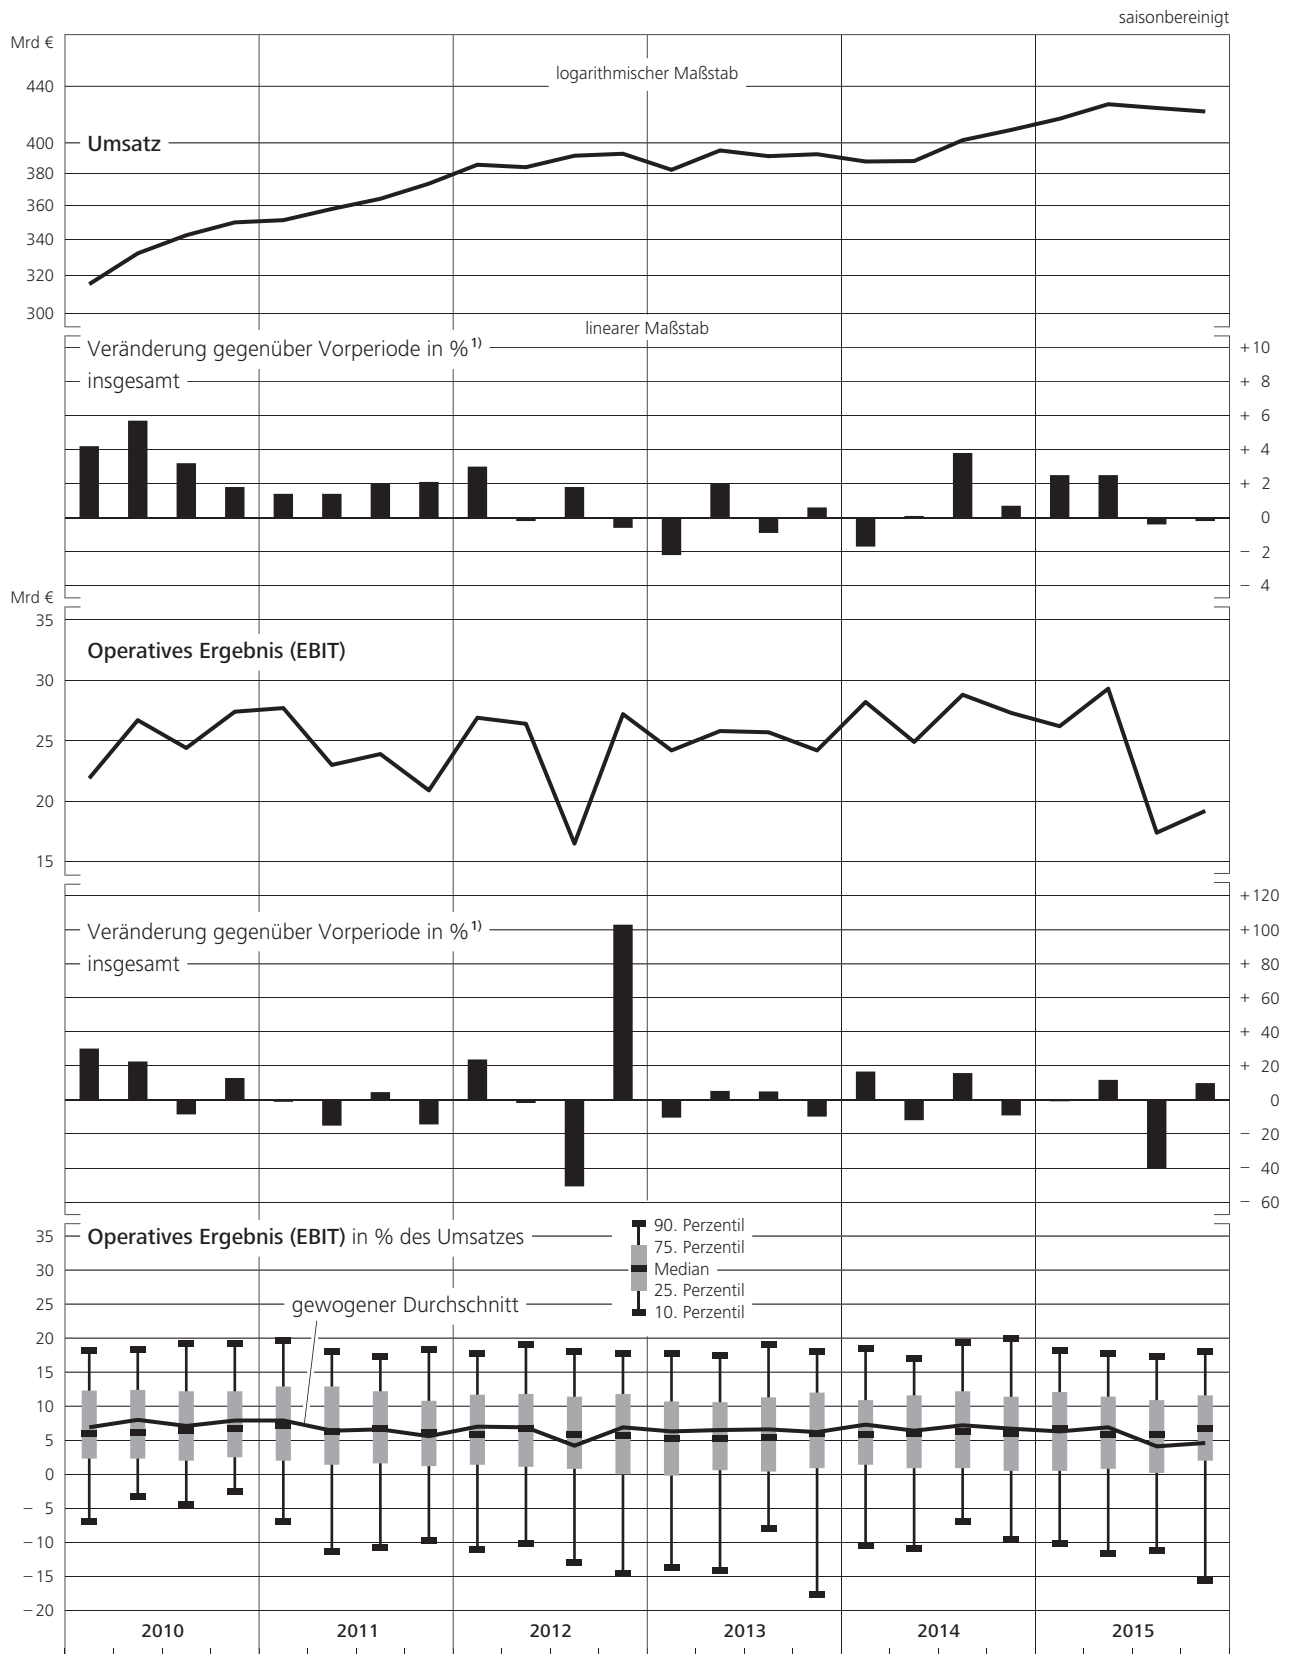 saisonbereinigt
Mrd €
logarithmischer Maßstab
440
Umsatz
400
380
360
340
320
300
linearer Maßstab
Veränderung gegenüber Vorperiode in %1)
+10
insgesamt
+ 8
+ 6
+ 4
+ 2
0
− 2
− 4
Mrd €
35
Operatives Ergebnis (EBIT)
30
25
20
15
+120
Veränderung gegenüber Vorperiode in %1)
+100
insgesamt
+ 80
+ 60
+ 40
+ 20
0
− 20
− 40
− 60
35
Operatives Ergebnis (EBIT) in % des Umsatzes
90. Perzentil
75. Perzentil
Median
25. Perzentil
10. Perzentil
30
25
gewogener Durchschnitt
20
15
10
5
0
− 5
−10
−15
−20
2010 2011 2012 2013 2014 2015